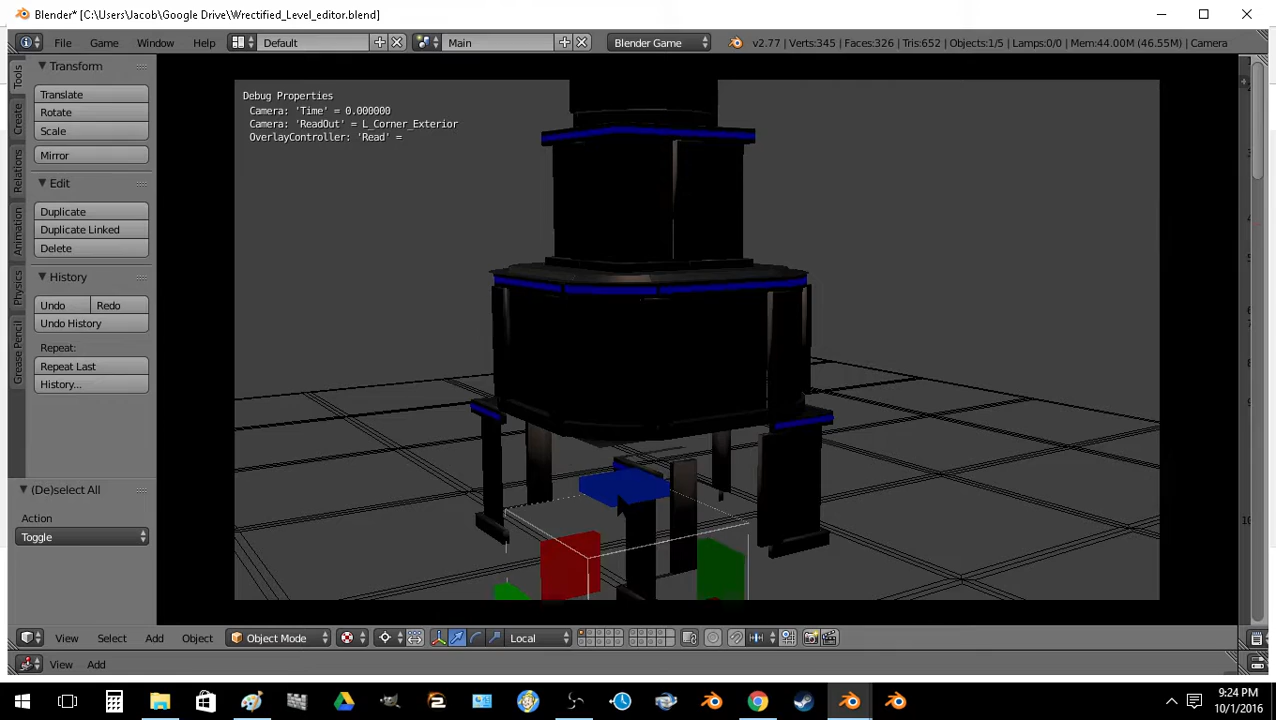 Blender* [C:\Users\Jacob\Google Drive\Wrectified_Level_editor.blend]
File Game Window Help Default Main Blender Game v2.77 | Verts:345 | Faces:326 | Tris:652 | Objects:1/5 | Lamps:0/0 | Mem:44.00M (46.55M) | Camera
Tools
Create
Relations
Animation
Physics
Grease Pencil
Transform
Translate
Rotate
Scale
Mirror
Edit
Duplicate
Duplicate Linked
Delete
History
Undo Redo
Undo History
Repeat:
Repeat Last
History...
(De)select All
Action
Toggle
Debug Properties
Camera: 'Time' = 0.000000
Camera: 'ReadOut' = L_Corner_Exterior
OverlayController: 'Read' =
View Select Add Object Object Mode Local
View Add
9:24 PM
10/1/2016